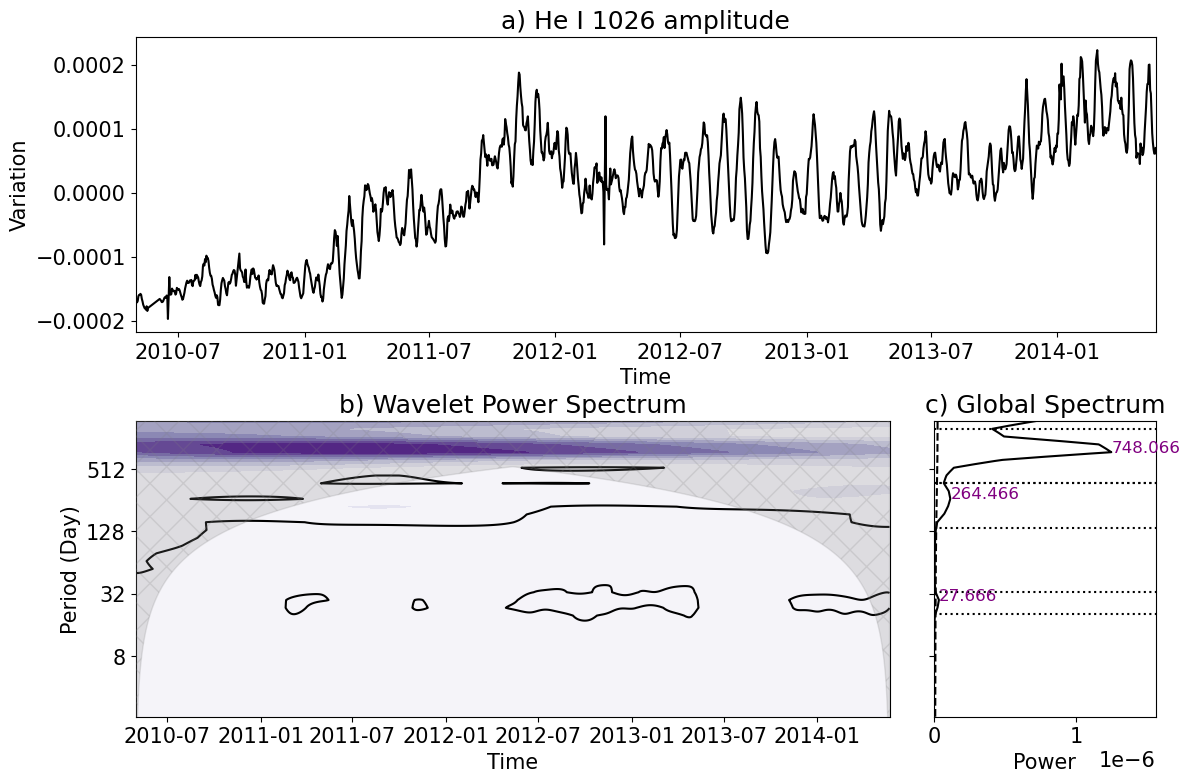 a) He I 1026 amplitude
Variation
0.0002
0.0001
0.0000
−0.0001
−0.0002
2010-07 2011-01 2011-07 2012-01 2012-07 2013-01 2013-07 2014-01
Time
b) Wavelet Power Spectrum
Period (Day)
512
128
32
8
2010-07 2011-01 2011-07 2012-01 2012-07 2013-01 2013-07 2014-01
Time
c) Global Spectrum
748.066
264.466
27.666
0 1
Power 1e−6